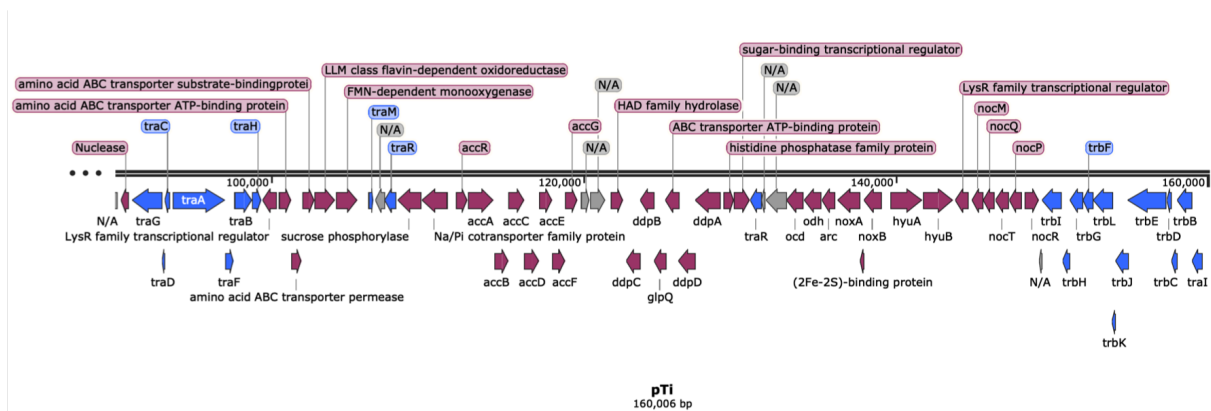 sugar-binding transcriptional regulator
LLM class flavin-dependent oxidoreductase
N/A
amino acid ABC transporter substrate-bindingprotei
N/A
N/A
LysR family transcriptional regulator
FMN-dependent monooxygenase
amino acid ABC transporter ATP-binding protein
traM
HAD family hydrolase
nocM
traC
traH
N/A
accG
ABC transporter ATP-binding protein
nocQ
Nuclease
traR
accR
N/A
histidine phosphatase family protein
nocP
trbF
100,000
120,000
140,000
160,000
traA
N/A
traG
traB
accA
accC
accE
ddpB
ddpA
odh
noxA
hyuA
trbI
trbL
trbE
trbB
LysR family transcriptional regulator
sucrose phosphorylase
Na/Pi cotransporter family protein
traR
ocd
arc
noxB
hyuB
nocT
nocR
trbG
trbD
traD
traF
accB
accD
accF
ddpC
ddpD
(2Fe-2S)-binding protein
N/A
trbH
trbJ
trbC
traI
amino acid ABC transporter permease
glpQ
trbK
pTi
160,006 bp